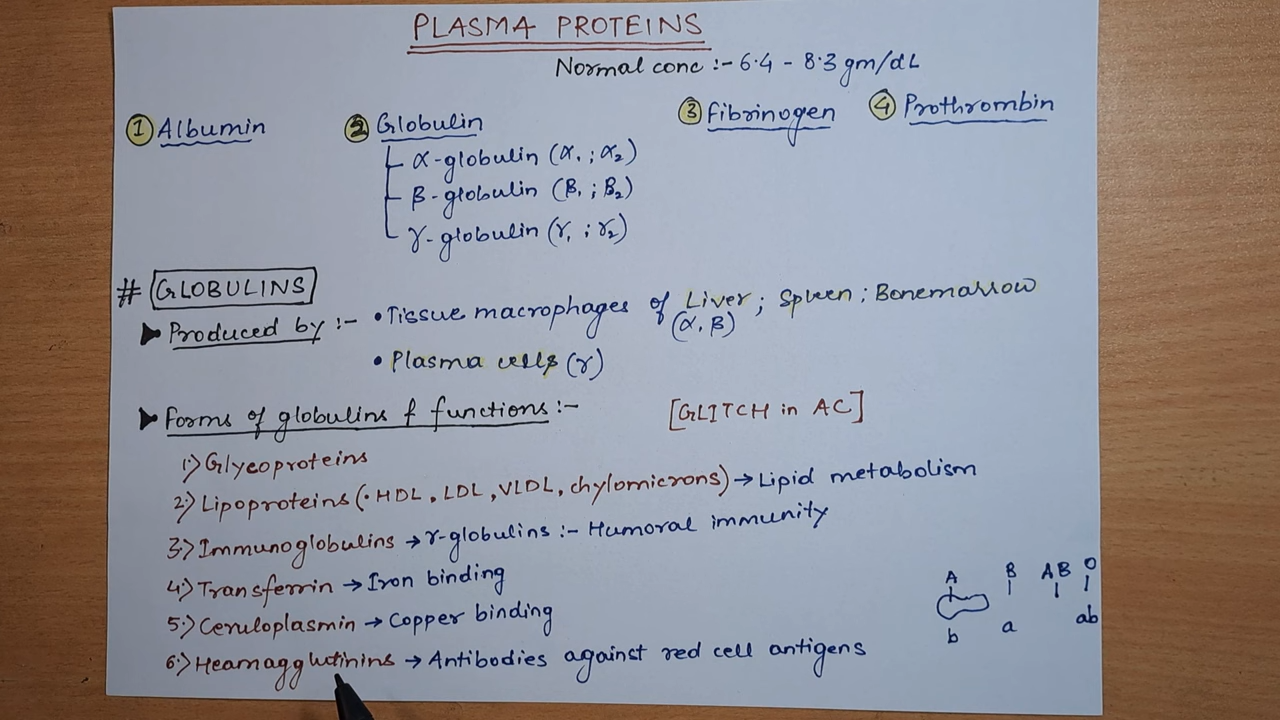 PLASMA PROTEINS
Normal conc :- 6.4 - 8.3 gm/dL
① Albumin ② Globulin ③ Fibrinogen ④ Prothrombin
α-globulin (α₁ ; α₂)
β-globulin (β₁ ; β₂)
γ-globulin (γ₁ ; γ₂)
# GLOBULINS
➤ Produced by :- • Tissue macrophages of Liver ; Spleen ; Bonemarrow
(α, β)
• Plasma cells (γ)
➤ Forms of globulins & functions :- [GLITCH in AC]
1.) Glycoproteins
2.) Lipoproteins (• HDL, LDL, VLDL, chylomicrons) → Lipid metabolism
3.) Immunoglobulins → γ-globulins :- Humoral immunity
4.) Transferrin → Iron binding
5.) Ceruloplasmin → Copper binding
6.) Heamagglutinins → Antibodies against red cell antigens
A B AB O
b a ab